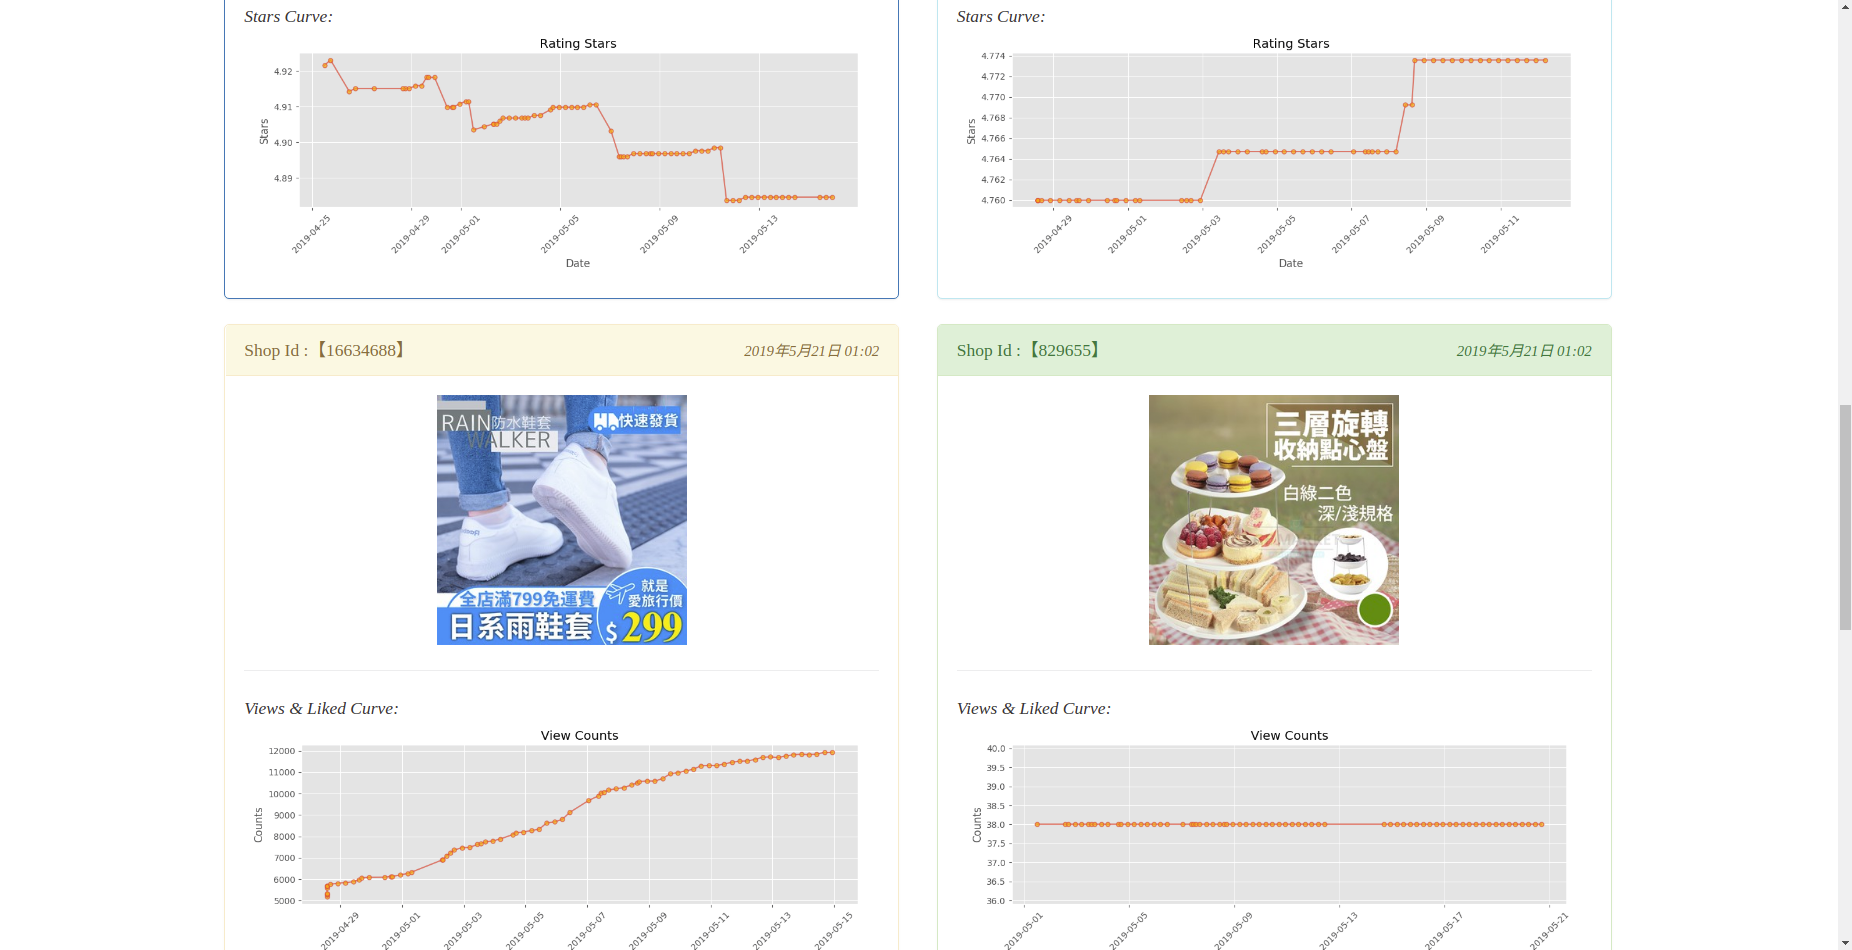 Stars Curve:
Rating Stars
4.92
4.91
4.90
4.89
Stars
2019-04-25
2019-04-29
2019-05-01
2019-05-05
2019-05-09
2019-05-13
Date
Stars Curve:
Rating Stars
4.774
4.772
4.770
4.768
4.766
4.764
4.762
4.760
Stars
2019-04-29
2019-05-01
2019-05-03
2019-05-05
2019-05-07
2019-05-09
2019-05-11
Date
Shop Id :【16634688】
2019年5月21日 01:02
RAIN防水鞋套
WALKER
快速發貨
全店滿799免運費
日系雨鞋套
就是
愛旅行價
$299
Views & Liked Curve:
View Counts
12000
11000
10000
9000
8000
7000
6000
5000
Counts
2019-04-29
2019-05-01
2019-05-03
2019-05-05
2019-05-07
2019-05-09
2019-05-11
2019-05-13
2019-05-15
Shop Id :【829655】
2019年5月21日 01:02
三層旋轉
收納點心盤
白綠二色
深/淺規格
Views & Liked Curve:
View Counts
40.0
39.5
39.0
38.5
38.0
37.5
37.0
36.5
36.0
Counts
2019-05-01
2019-05-05
2019-05-09
2019-05-13
2019-05-17
2019-05-21